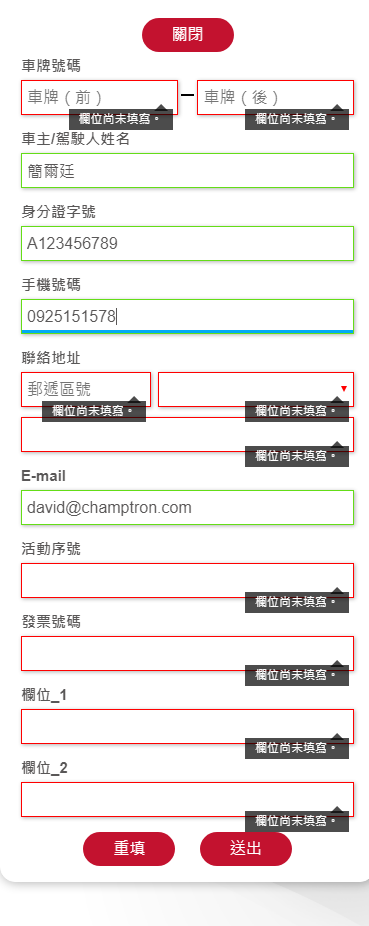 關閉
車牌號碼
車牌（前） 車牌（後）
欄位尚未填寫。 欄位尚未填寫。
車主/駕駛人姓名
簡爾廷
身分證字號
A123456789
手機號碼
0925151578
聯絡地址
郵遞區號
欄位尚未填寫。 欄位尚未填寫。
欄位尚未填寫。
E-mail
david@champtron.com
活動序號
欄位尚未填寫。
發票號碼
欄位尚未填寫。
欄位_1
欄位尚未填寫。
欄位_2
欄位尚未填寫。
重填 送出